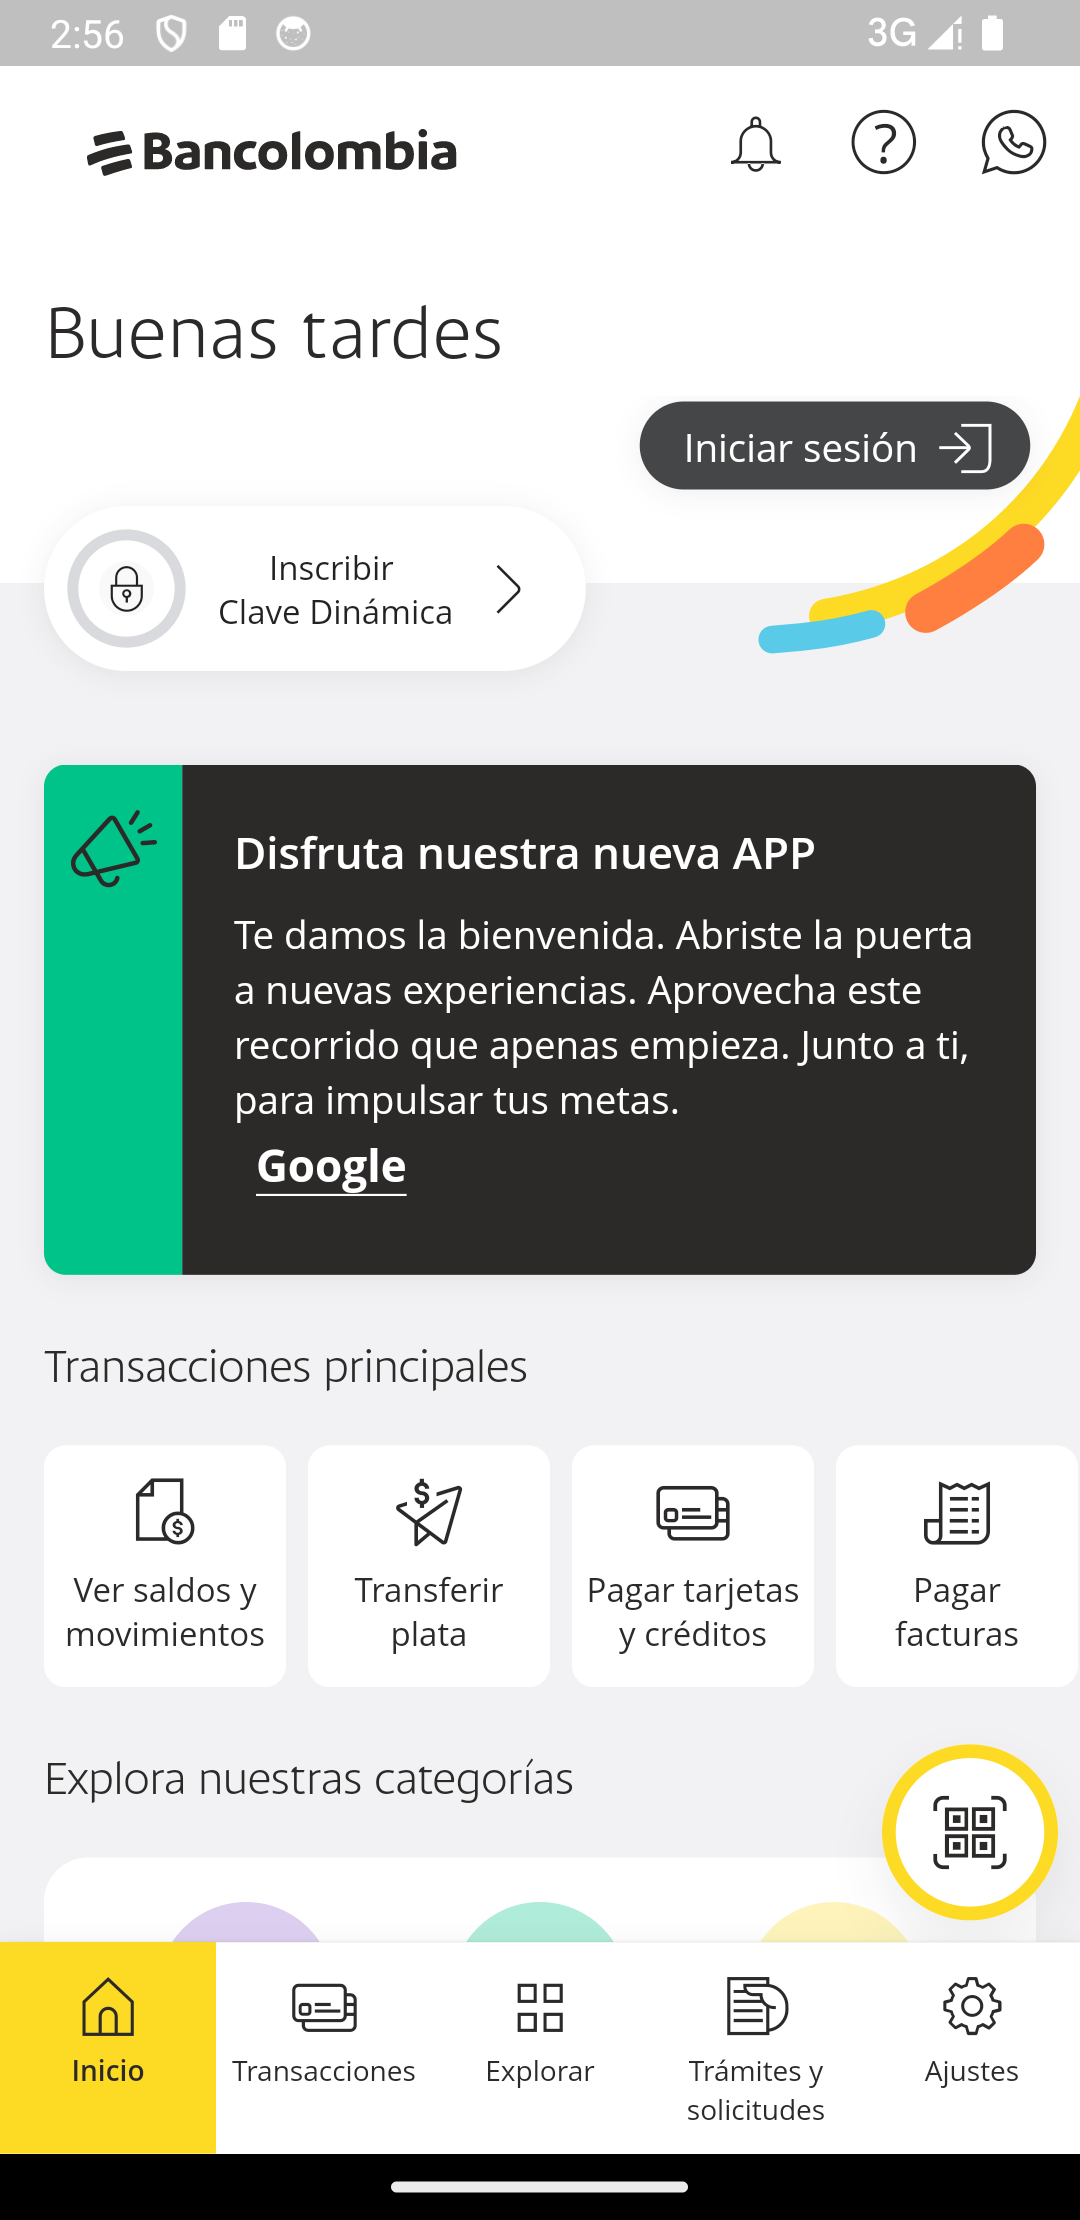 2:56
3G
Bancolombia
Buenas tardes
Iniciar sesión
Inscribir
Clave Dinámica
Disfruta nuestra nueva APP
Te damos la bienvenida. Abriste la puerta
a nuevas experiencias. Aprovecha este
recorrido que apenas empieza. Junto a ti,
para impulsar tus metas.
Google
Transacciones principales
Ver saldos y
movimientos
Transferir
plata
Pagar tarjetas
y créditos
Pagar
facturas
Explora nuestras categorías
Inicio
Transacciones
Explorar
Trámites y
solicitudes
Ajustes